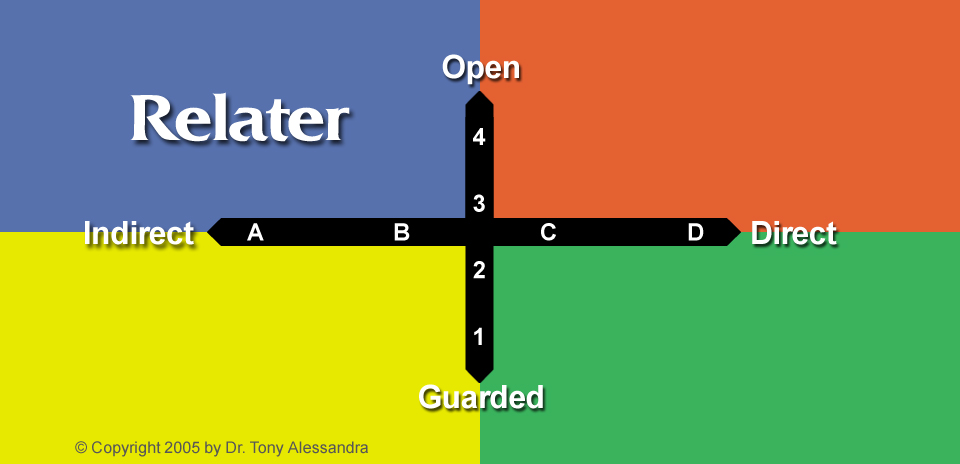 Open
Relater
4
3
Indirect A B C D Direct
2
1
Guarded
© Copyright 2005 by Dr. Tony Alessandra